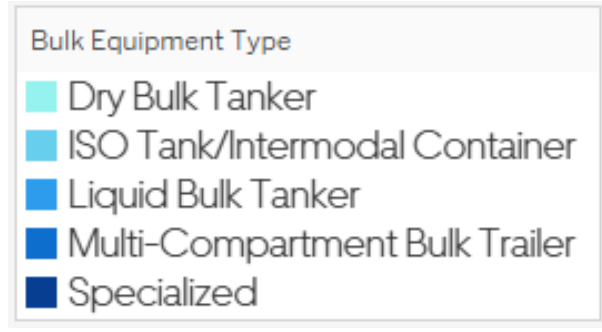 Bulk Equipment Type
Dry Bulk Tanker
ISO Tank/Intermodal Container
Liquid Bulk Tanker
Multi-Compartment Bulk Trailer
Specialized